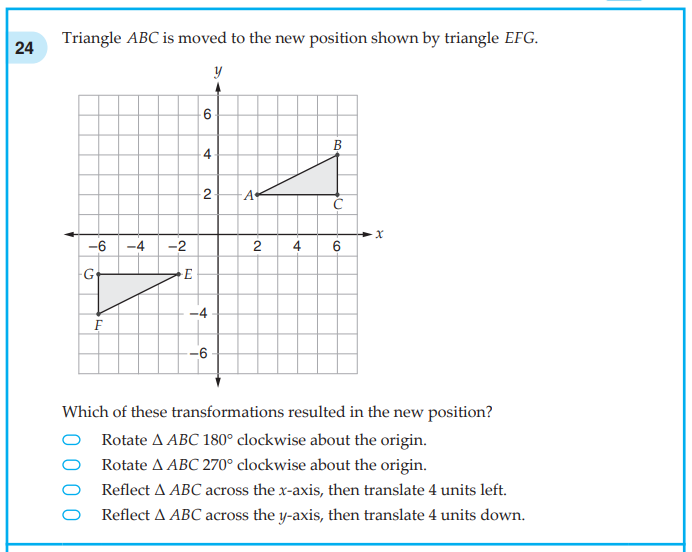 24
Triangle ABC is moved to the new position shown by triangle EFG.
y
6
B
4
2
A
C
x
−6 −4 −2 2 4 6
G
E
−4
F
−6
Which of these transformations resulted in the new position?
Rotate Δ ABC 180° clockwise about the origin.
Rotate Δ ABC 270° clockwise about the origin.
Reflect Δ ABC across the x-axis, then translate 4 units left.
Reflect Δ ABC across the y-axis, then translate 4 units down.